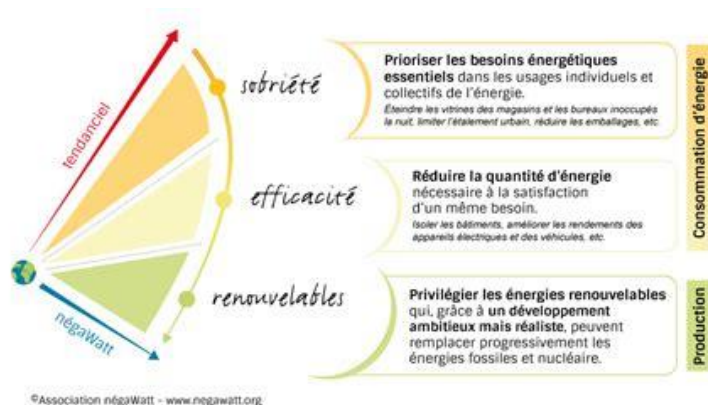 tendanciel
négaWatt
sobriété
Prioriser les besoins énergétiques
essentiels dans les usages individuels et
collectifs de l'énergie.
Éteindre les vitrines des magasins et les bureaux inoccupés
la nuit, limiter l'étalement urbain, réduire les emballages, etc
efficacité
Réduire la quantité d'énergie
nécessaire à la satisfaction
d'un même besoin.
Isoler les bâtiments, améliorer les rendements des
appareils électriques et des véhicules, etc.
Consommation d'énergie
renouvelables
Privilégier les énergies renouvelables
qui, grâce à un développement
ambitieux mais réaliste, peuvent
remplacer progressivement les
énergies fossiles et nucléaire.
Production
©Association négaWatt - www.negawatt.org